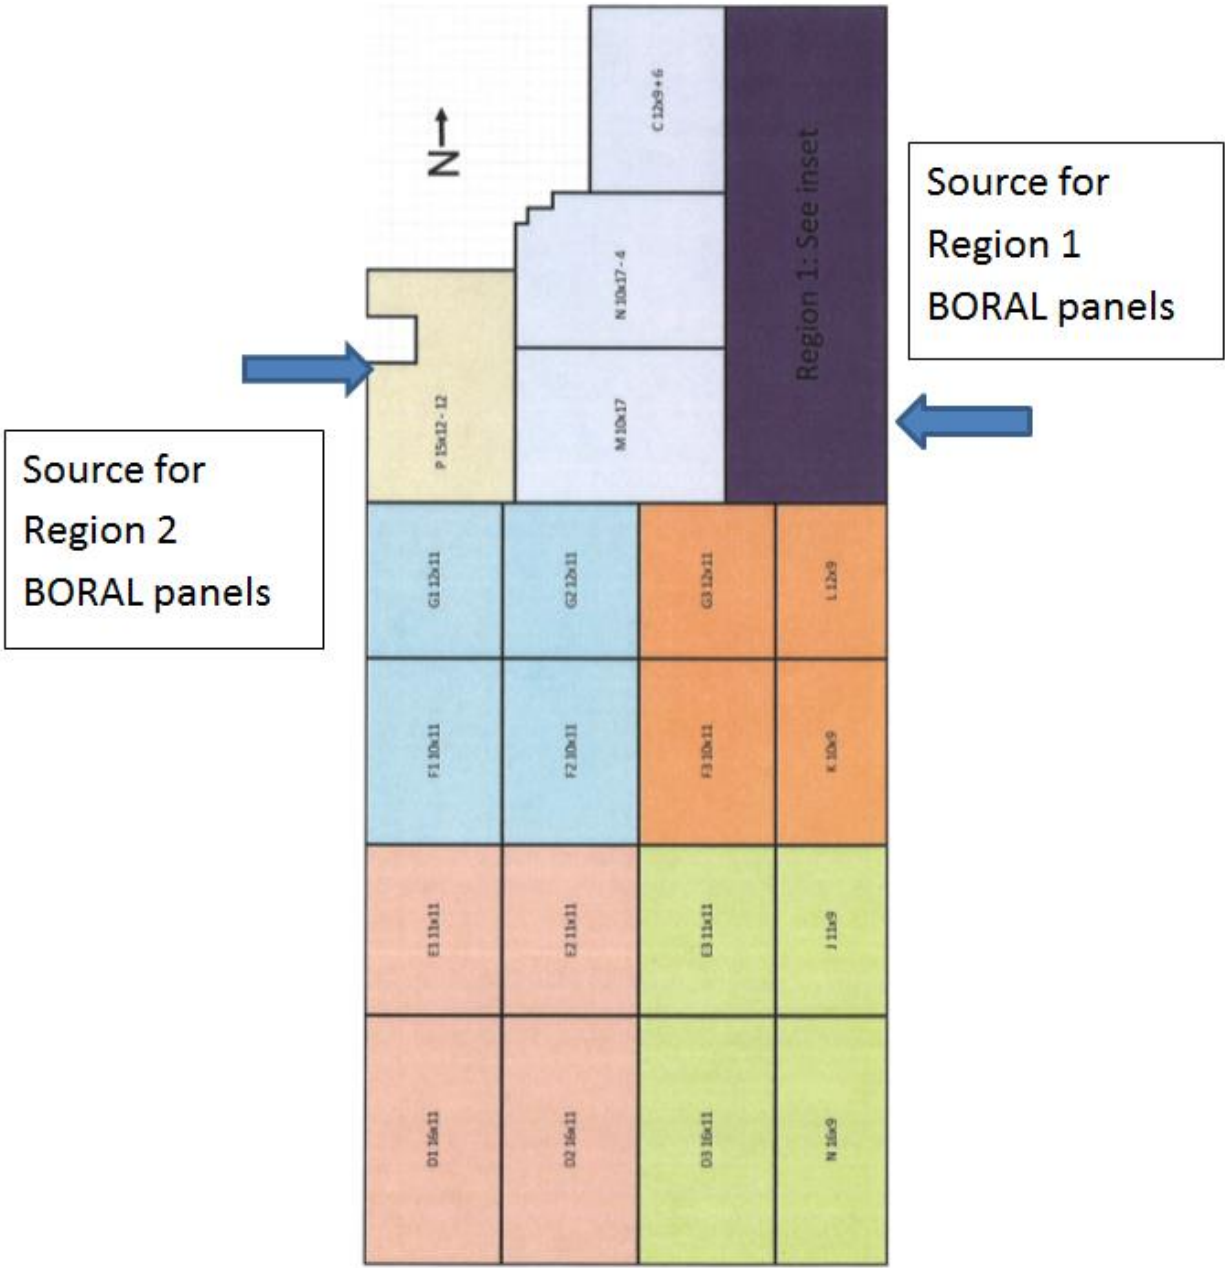 C 12x9 + 6
N
Region 1: See inset
Source for
Region 1
BORAL panels
N 10x17 - 4
P 15x12 - 12
M 10x17
Source for
Region 2
BORAL panels
G1 12x11
G2 12x11
G3 12x11
L 12x9
F1 10x11
F2 10x11
F3 10x11
K 10x9
E1 11x11
E2 11x11
E3 11x11
J 11x9
D1 16x11
D2 16x11
D3 16x11
N 16x9